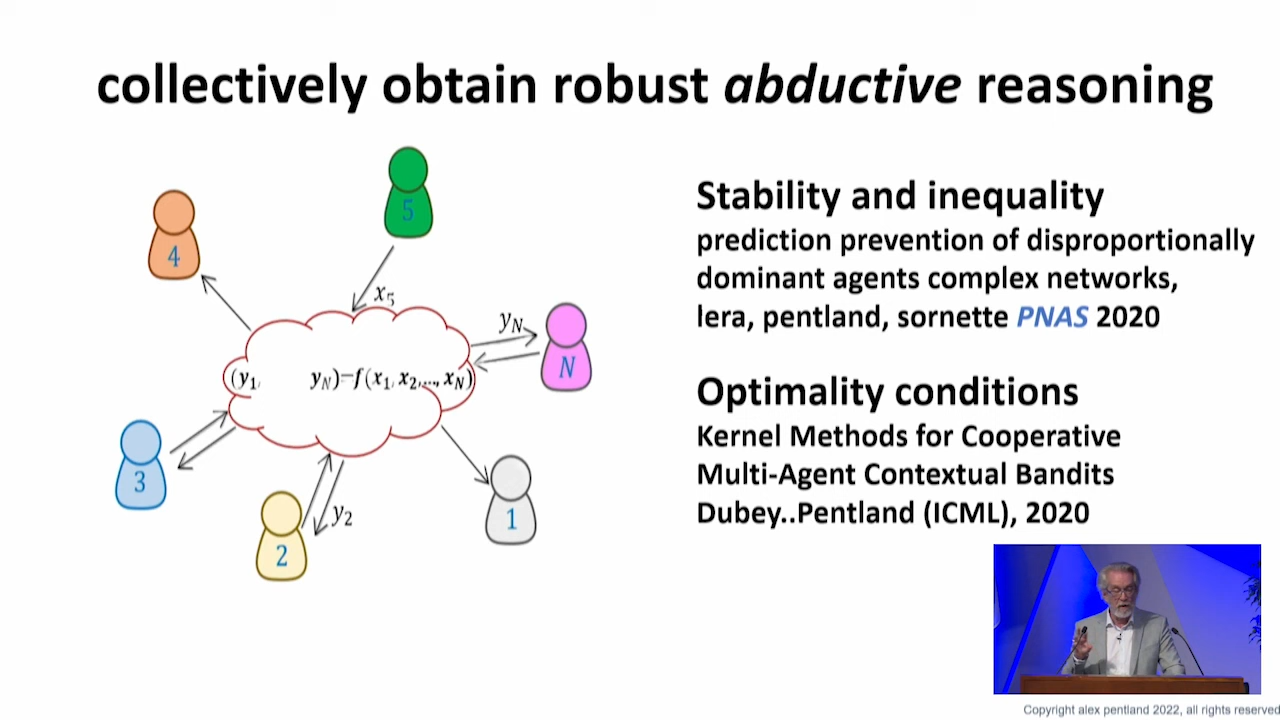 collectively obtain robust abductive reasoning
5
4
x5
yN
N
(y1, yN)=f(x1, x2,..., xN)
3
2
y2
1
Stability and inequality
prediction prevention of disproportionally
dominant agents complex networks,
lera, pentland, sornette PNAS 2020
Optimality conditions
Kernel Methods for Cooperative
Multi-Agent Contextual Bandits
Dubey..Pentland (ICML), 2020
Copyright alex pentland 2022, all rights reserved